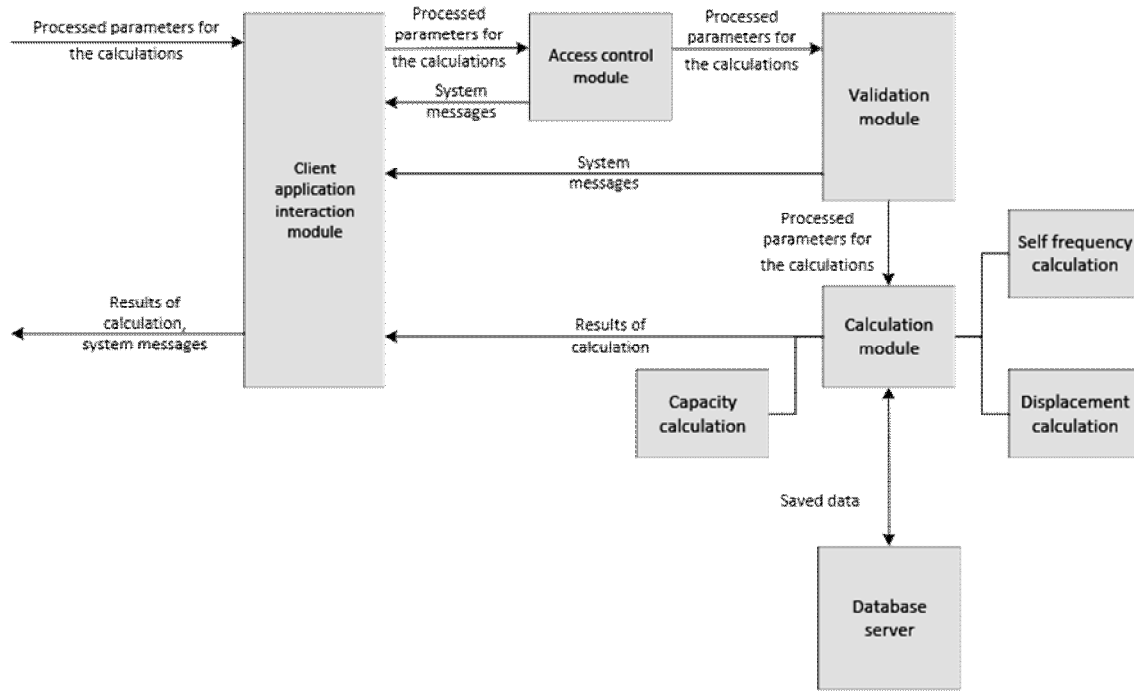 Processed parameters for
the calculations
Processed
parameters for
the calculations
Access control
module
Processed
parameters for
the calculations
System
messages
Validation
module
System
messages
Client
application
interaction
module
Processed
parameters for
the calculations
Self frequency
calculation
Results of
calculation,
system messages
Results of
calculation
Calculation
module
Capacity
calculation
Displacement
calculation
Saved data
Database
server